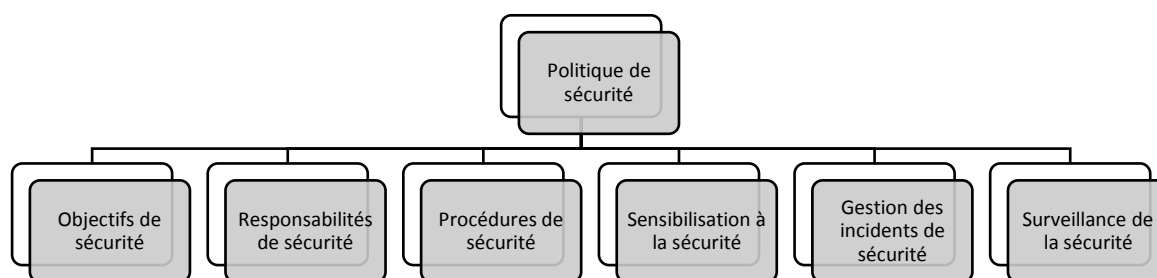 Politique de
sécurité
Objectifs de
sécurité
Responsabilités
de sécurité
Procédures de
sécurité
Sensibilisation à
la sécurité
Gestion des
incidents de
sécurité
Surveillance de
la sécurité